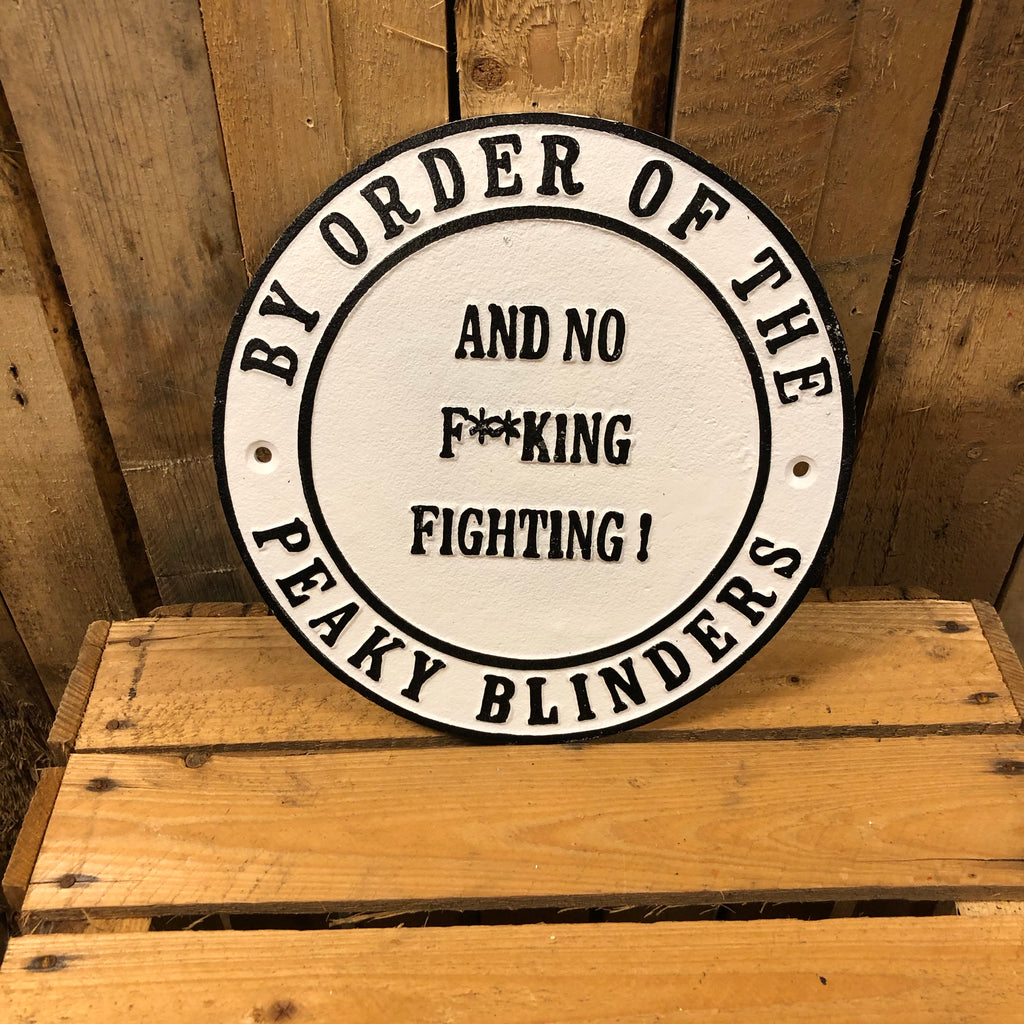 BY ORDER OF THE
AND NO
F**KING
FIGHTING !
PEAKY BLINDERS